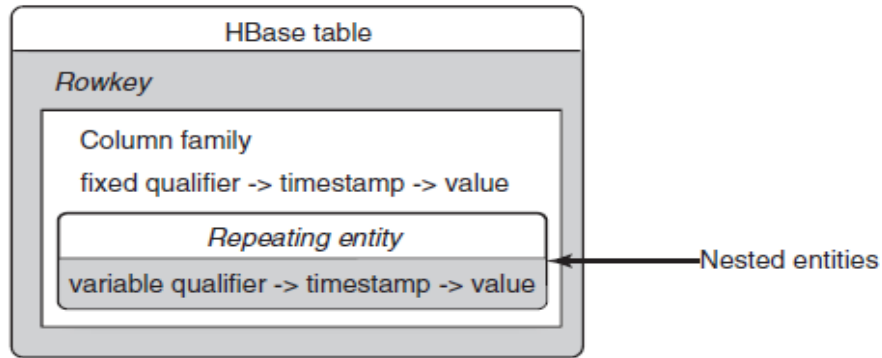 HBase table
Rowkey
Column family
fixed qualifier -> timestamp -> value
Repeating entity
variable qualifier -> timestamp -> value
Nested entities